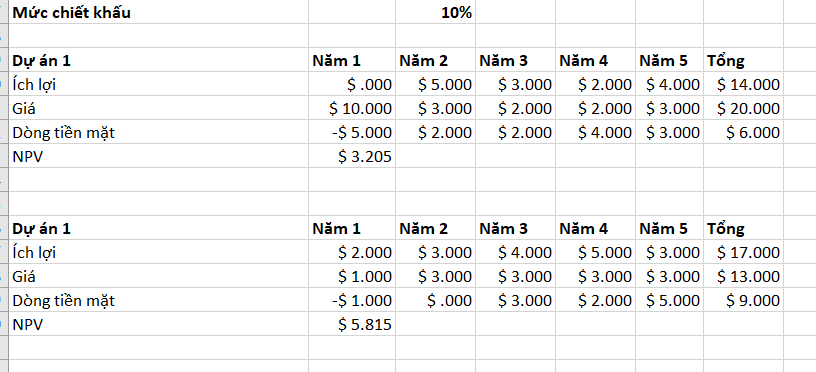 Mức chiết khấu 10%
Dự án 1 Năm 1 Năm 2 Năm 3 Năm 4 Năm 5 Tổng
Ích lợi $ .000 $ 5.000 $ 3.000 $ 2.000 $ 4.000 $ 14.000
Giá $ 10.000 $ 3.000 $ 2.000 $ 2.000 $ 3.000 $ 20.000
Dòng tiền mặt -$ 5.000 $ 2.000 $ 2.000 $ 4.000 $ 3.000 $ 6.000
NPV $ 3.205
Dự án 1 Năm 1 Năm 2 Năm 3 Năm 4 Năm 5 Tổng
Ích lợi $ 2.000 $ 3.000 $ 4.000 $ 5.000 $ 3.000 $ 17.000
Giá $ 1.000 $ 3.000 $ 3.000 $ 3.000 $ 3.000 $ 13.000
Dòng tiền mặt -$ 1.000 $ .000 $ 3.000 $ 2.000 $ 5.000 $ 9.000
NPV $ 5.815